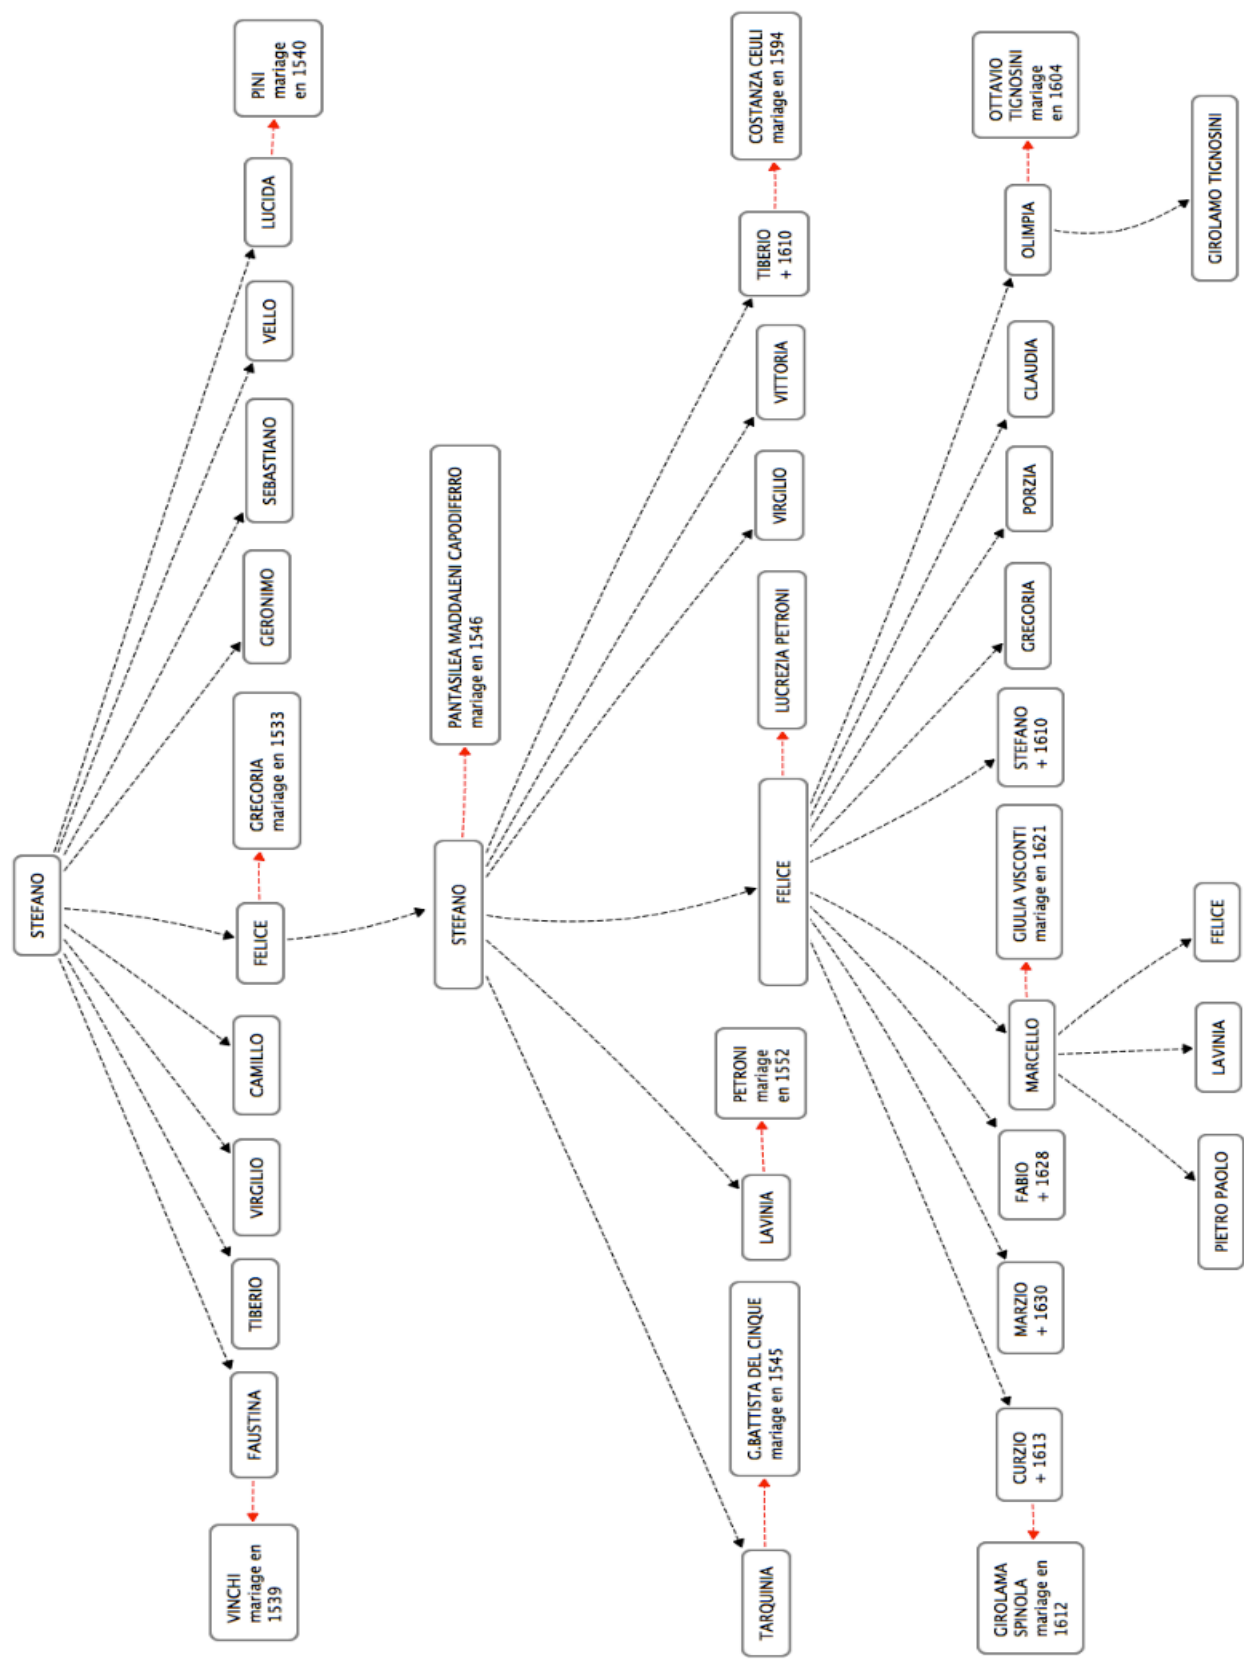 STEFANO
VINCHI
mariage en
1539
FAUSTINA
TIBERIO
VIRGILIO
CAMILLO
FELICE
GREGORIA
mariage en 1533
GERONIMO
SEBASTIANO
VELLO
LUCIDA
PINI
mariage
en 1540
STEFANO
PANTASILEA MADDALENI CAPODIFERRO
mariage en 1546
TARQUINIA
G.BATTISTA DEL CINQUE
mariage en 1545
LAVINIA
PETRONI
mariage
en 1552
FELICE
LUCREZIA PETRONI
VIRGILIO
VITTORIA
TIBERIO
+ 1610
COSTANZA CEULI
mariage en 1594
GIROLAMA
SPINOLA
mariage en
1612
CURZIO
+ 1613
MARZIO
+ 1630
FABIO
+ 1628
MARCELLO
GIULIA VISCONTI
mariage en 1621
STEFANO
+ 1610
GREGORIA
PORZIA
CLAUDIA
OLIMPIA
OTTAVIO
TIGNOSINI
mariage
en 1604
PIETRO PAOLO
LAVINIA
FELICE
GIROLAMO TIGNOSINI